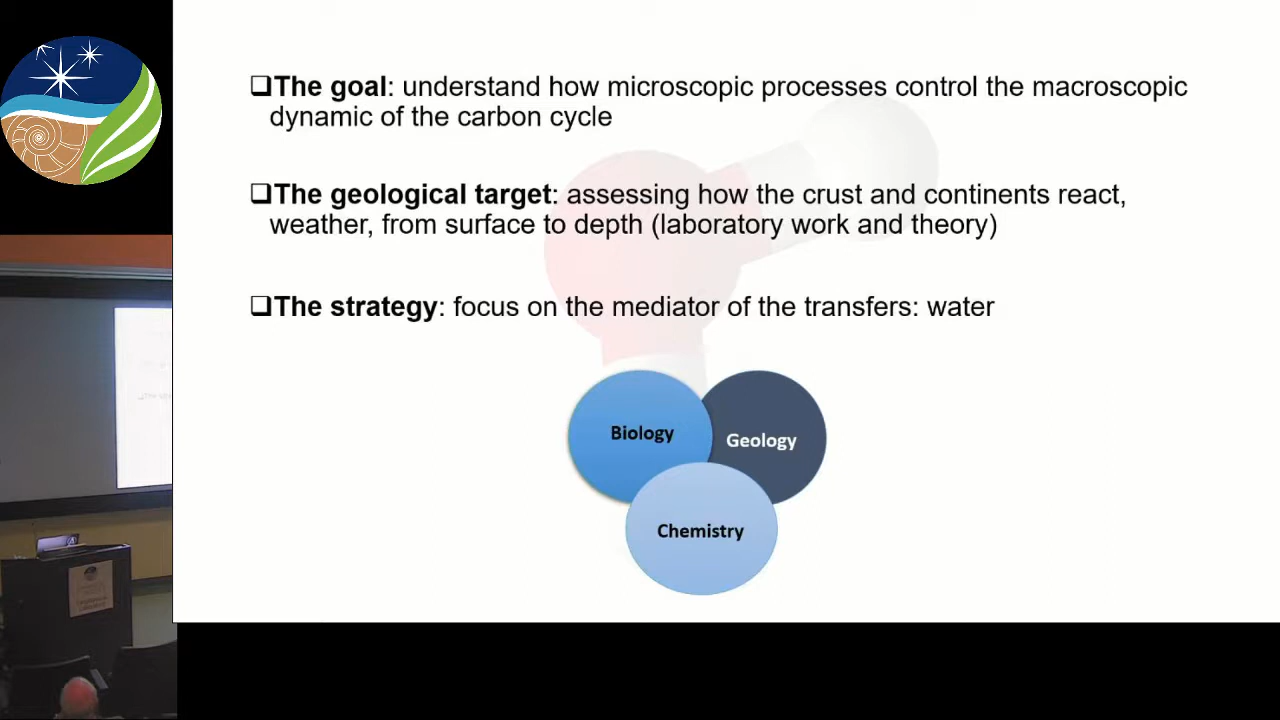 ❑The goal: understand how microscopic processes control the macroscopic
dynamic of the carbon cycle
❑The geological target: assessing how the crust and continents react,
weather, from surface to depth (laboratory work and theory)
❑The strategy: focus on the mediator of the transfers: water
Biology
Geology
Chemistry